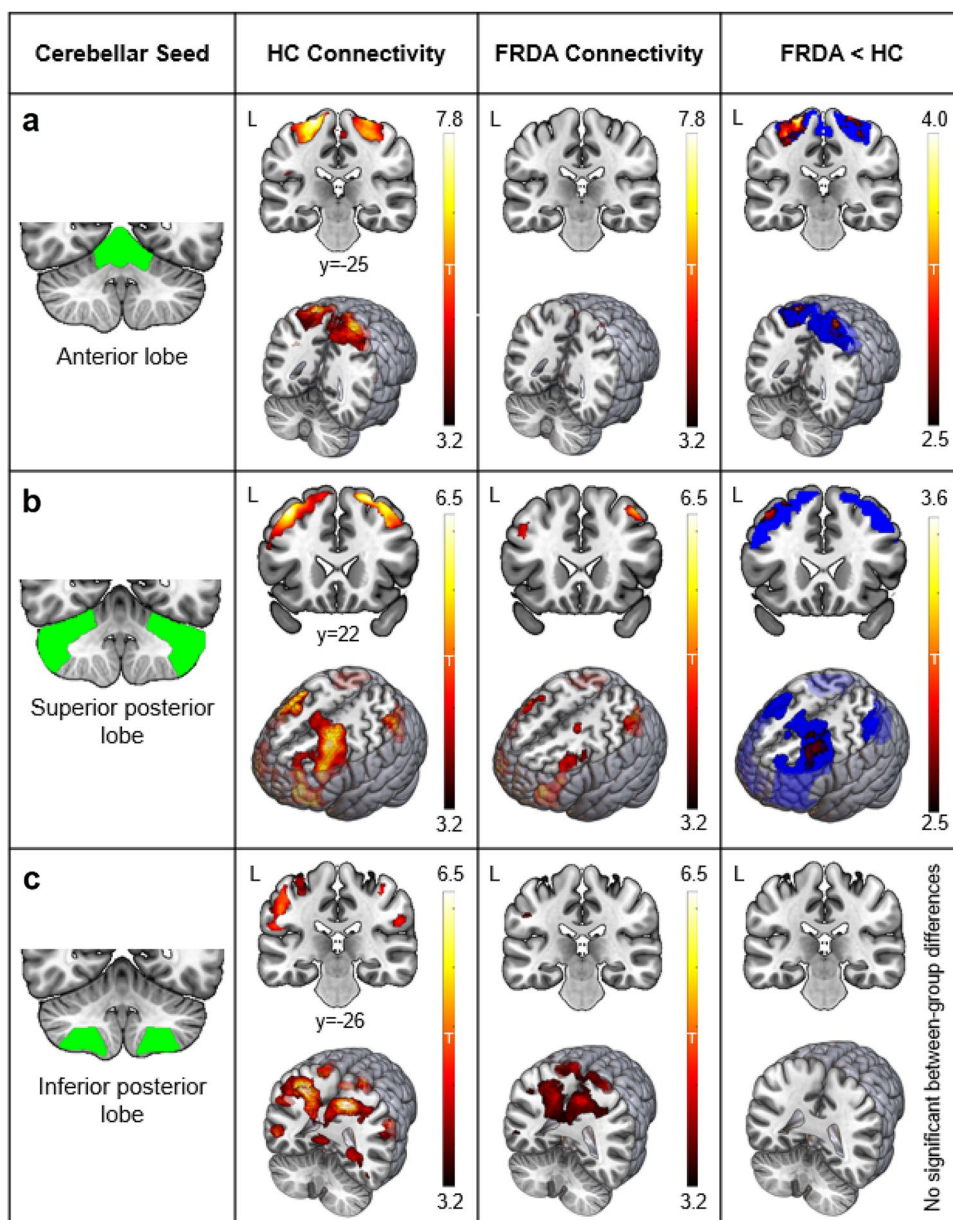 Cerebellar Seed
HC Connectivity
FRDA Connectivity
FRDA < HC
a
Anterior lobe
L
7.8
T
3.2
y=-25
7.8
T
3.2
L
4.0
T
2.5
b
Superior posterior
lobe
L
6.5
T
3.2
y=22
6.5
T
3.2
L
3.6
T
2.5
c
Inferior posterior
lobe
L
6.5
T
3.2
y=-26
6.5
T
3.2
L
No significant between-group differences